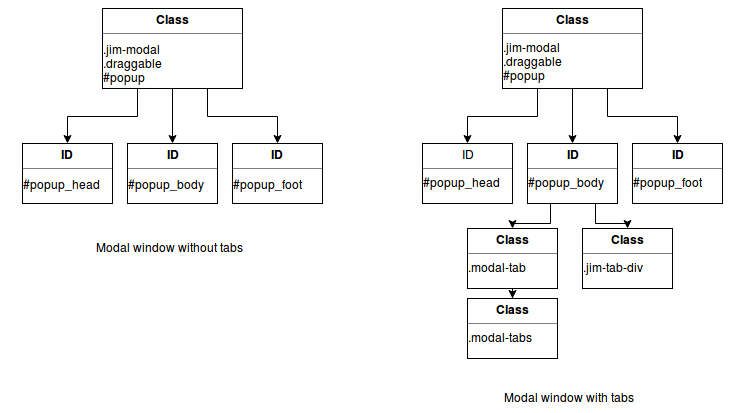 Class
.jim-modal
.draggable
#popup
ID
#popup_head
ID
#popup_body
ID
#popup_foot
Modal window without tabs
Class
.jim-modal
.draggable
#popup
ID
#popup_head
ID
#popup_body
ID
#popup_foot
Class
.modal-tab
Class
.jim-tab-div
Class
.modal-tabs
Modal window with tabs